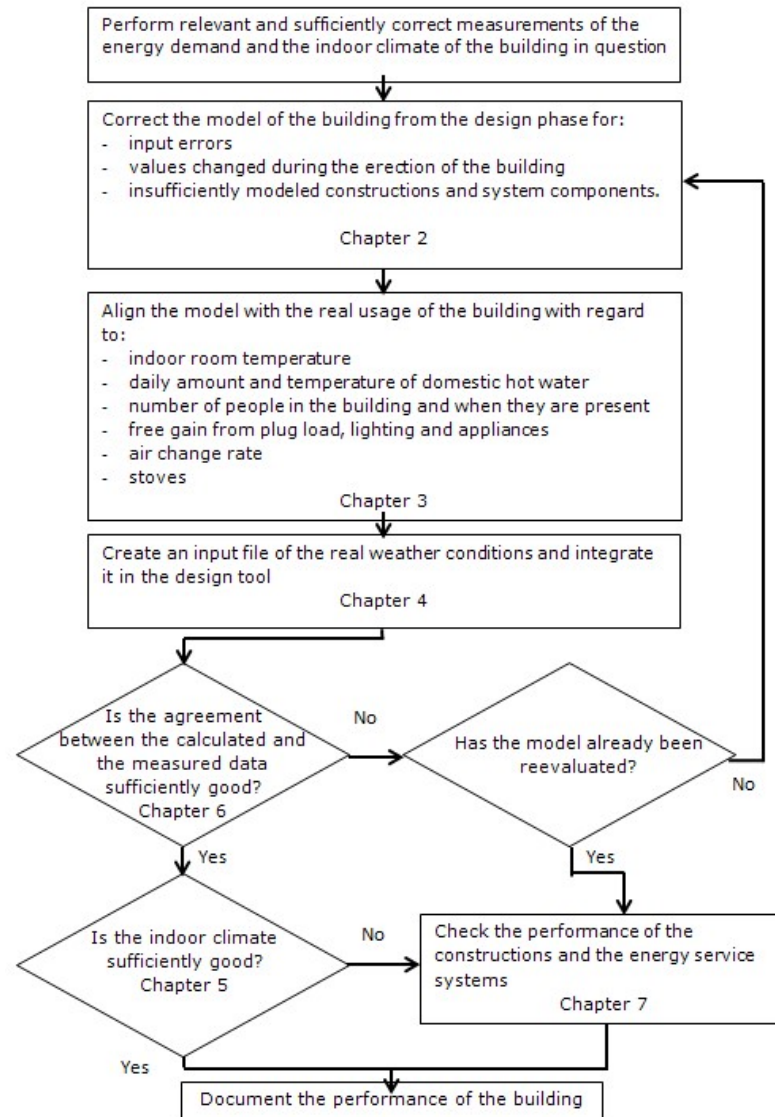 Perform relevant and sufficiently correct measurements of the
energy demand and the indoor climate of the building in question
Correct the model of the building from the design phase for:
- input errors
- values changed during the erection of the building
- insufficiently modeled constructions and system components.
Chapter 2
Align the model with the real usage of the building with regard
to:
- indoor room temperature
- daily amount and temperature of domestic hot water
- number of people in the building and when they are present
- free gain from plug load, lighting and appliances
- air change rate
- stoves
Chapter 3
Create an input file of the real weather conditions and integrate
it in the design tool
Chapter 4
Is the agreement
between the calculated and
the measured data
sufficiently good?
Chapter 6
No
Has the model already been
reevaluated?
No
Yes
Yes
Is the indoor climate
sufficiently good?
Chapter 5
No
Check the performance of the
constructions and the energy service
systems
Chapter 7
Yes
Document the performance of the building